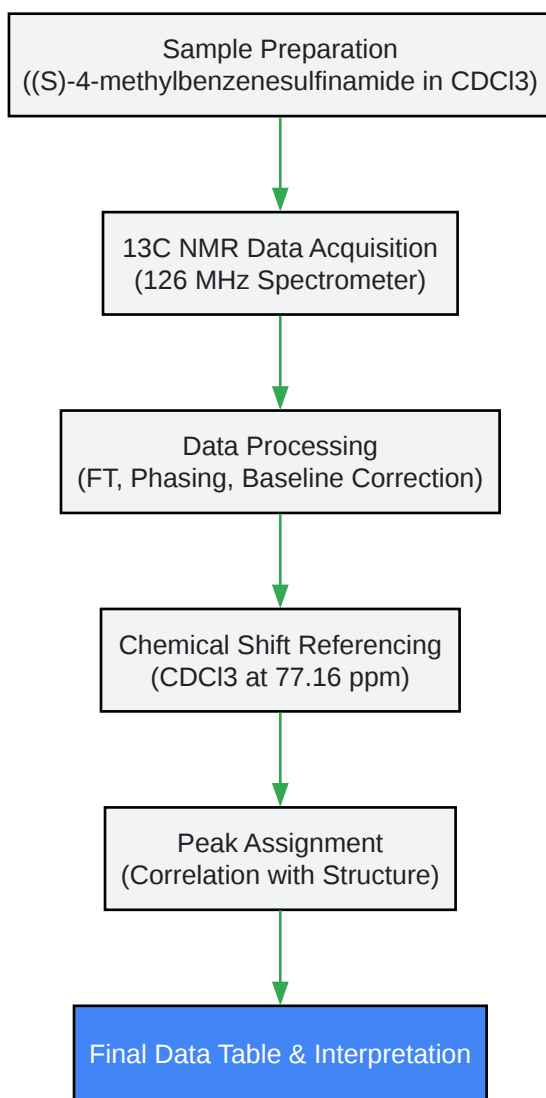 Sample Preparation
((S)-4-methylbenzenesulfinamide in CDCl3)
13C NMR Data Acquisition
(126 MHz Spectrometer)
Data Processing
(FT, Phasing, Baseline Correction)
Chemical Shift Referencing
(CDCl3 at 77.16 ppm)
Peak Assignment
(Correlation with Structure)
Final Data Table & Interpretation